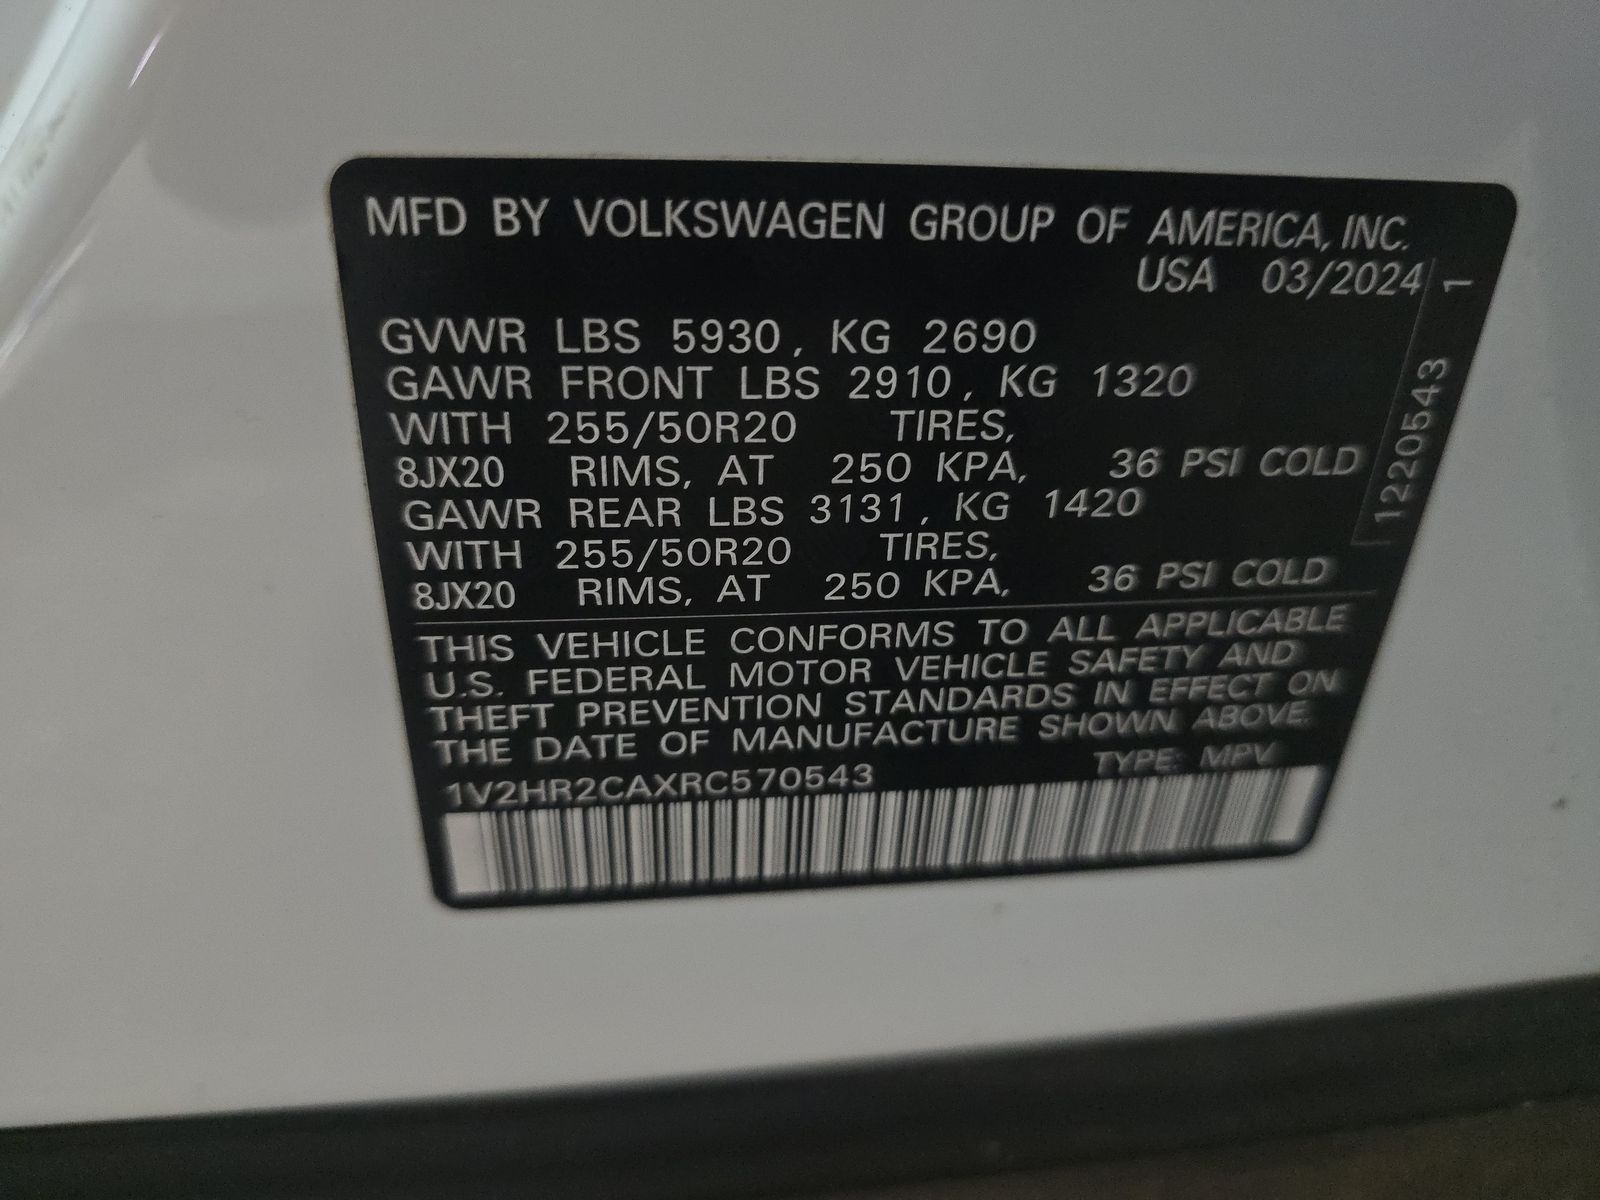 MFD BY VOLKSWAGEN GROUP OF AMERICA, INC.
USA 03/2024
GVWR LBS 5930, KG 2690
GAWR FRONT LBS 2910, KG 1320
WITH 255/50R20 TIRES,
8JX20 RIMS, AT 250 KPA, 36 PSI COLD
GAWR REAR LBS 3131, KG 1420
WITH 255/50R20 TIRES,
8JX20 RIMS, AT 250 KPA, 36 PSI COLD
THIS VEHICLE CONFORMS TO ALL APPLICABLE
U.S. FEDERAL MOTOR VEHICLE SAFETY AND
THEFT PREVENTION STANDARDS IN EFFECT ON
THE DATE OF MANUFACTURE SHOWN ABOVE.
1V2HR2CAXRC570543 TYPE: MPV
1220543 1